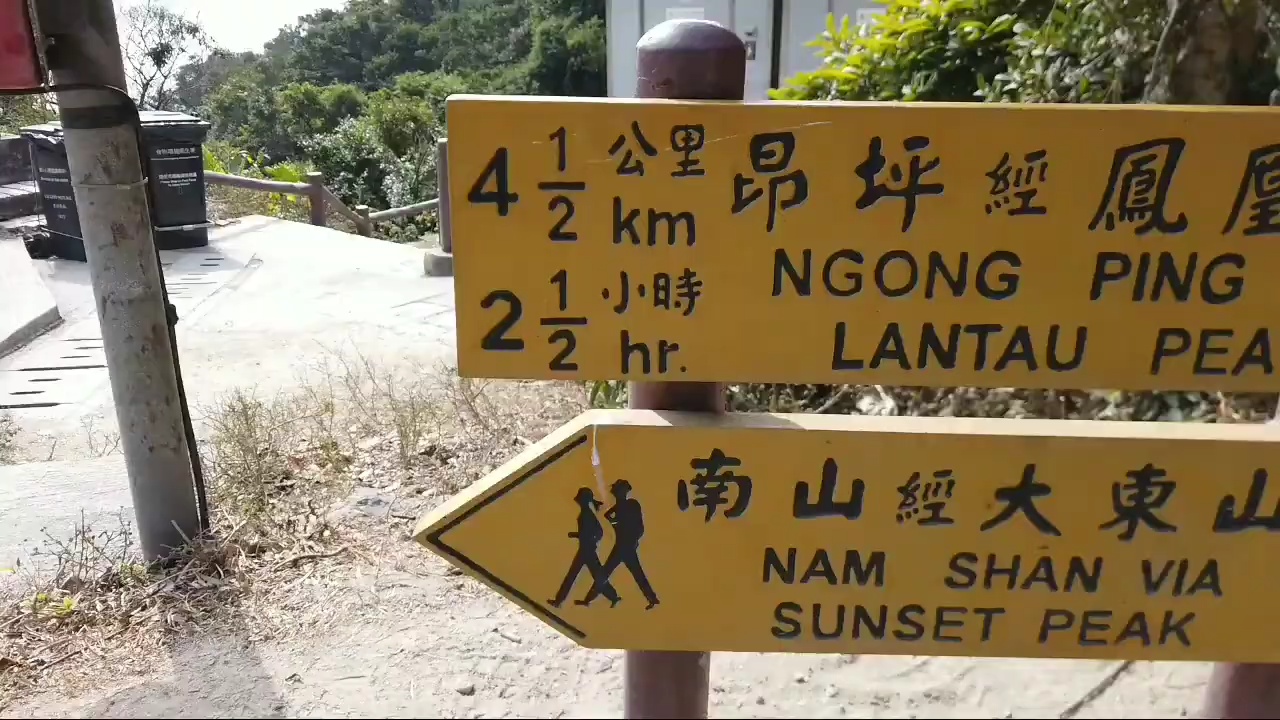 4 1/2 公里 km
2 1/2 小時 hr.
昂坪經鳳凰
NGONG PING
LANTAU PEA
南山經大東山
NAM SHAN VIA
SUNSET PEAK